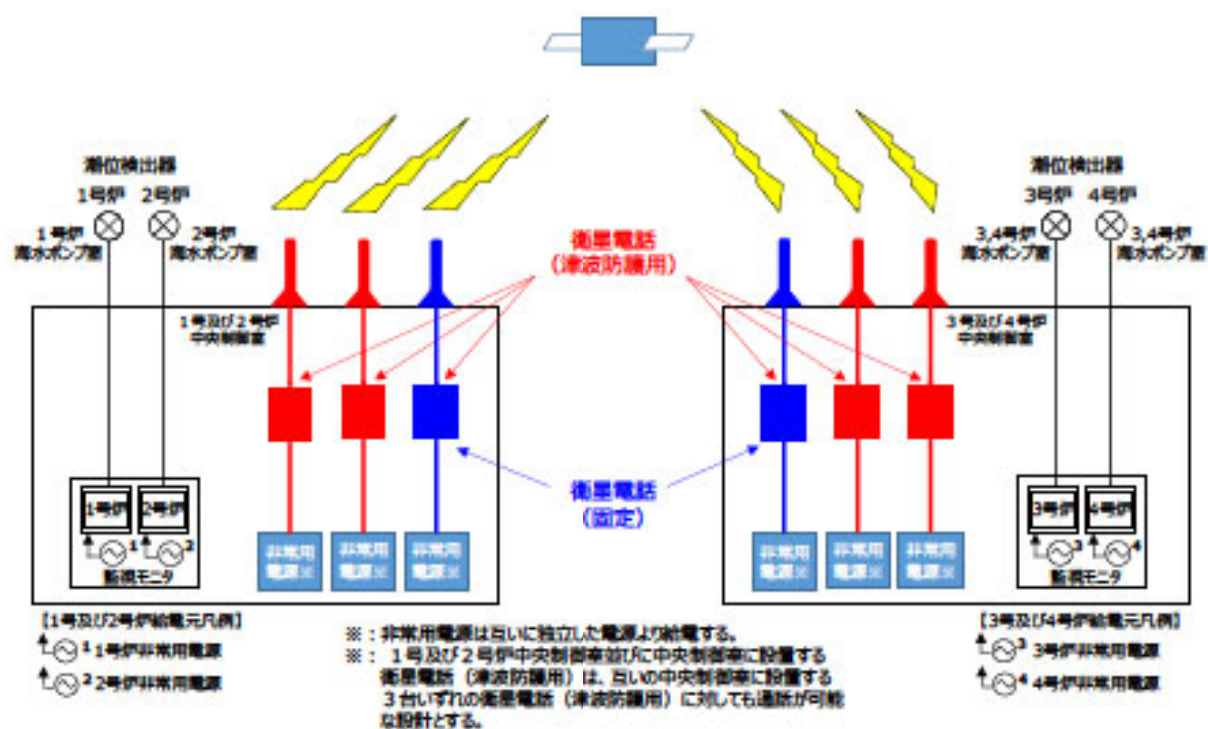 潮位検出器
1号炉 2号炉
1号炉
海水ポンプ室
2号炉
海水ポンプ室
衛星電話
（津波防護用）
潮位検出器
3号炉 4号炉
3,4号炉
海水ポンプ室
3,4号炉
海水ポンプ室
1号及び2号炉
中央制御室
3号及び4号炉
中央制御室
衛星電話
（固定）
1号炉 2号炉
1 2
監視モニタ
非常用
電源※
非常用
電源※
非常用
電源※
非常用
電源※
非常用
電源※
非常用
電源※
3号炉 4号炉
3 4
監視モニタ
【1号及び2号炉給電元凡例】
1 1号炉非常用電源
2 2号炉非常用電源
※：非常用電源は互いに独立した電源より給電する。
※： 1号及び2号炉中央制御室並びに中央制御室に設置する
衛星電話（津波防護用）は、互いの中央制御室に設置する
3台いずれの衛星電話（津波防護用）に対しても通話が可能
な設計とする。
【3号及び4号炉給電元凡例】
3 3号炉非常用電源
4 4号炉非常用電源